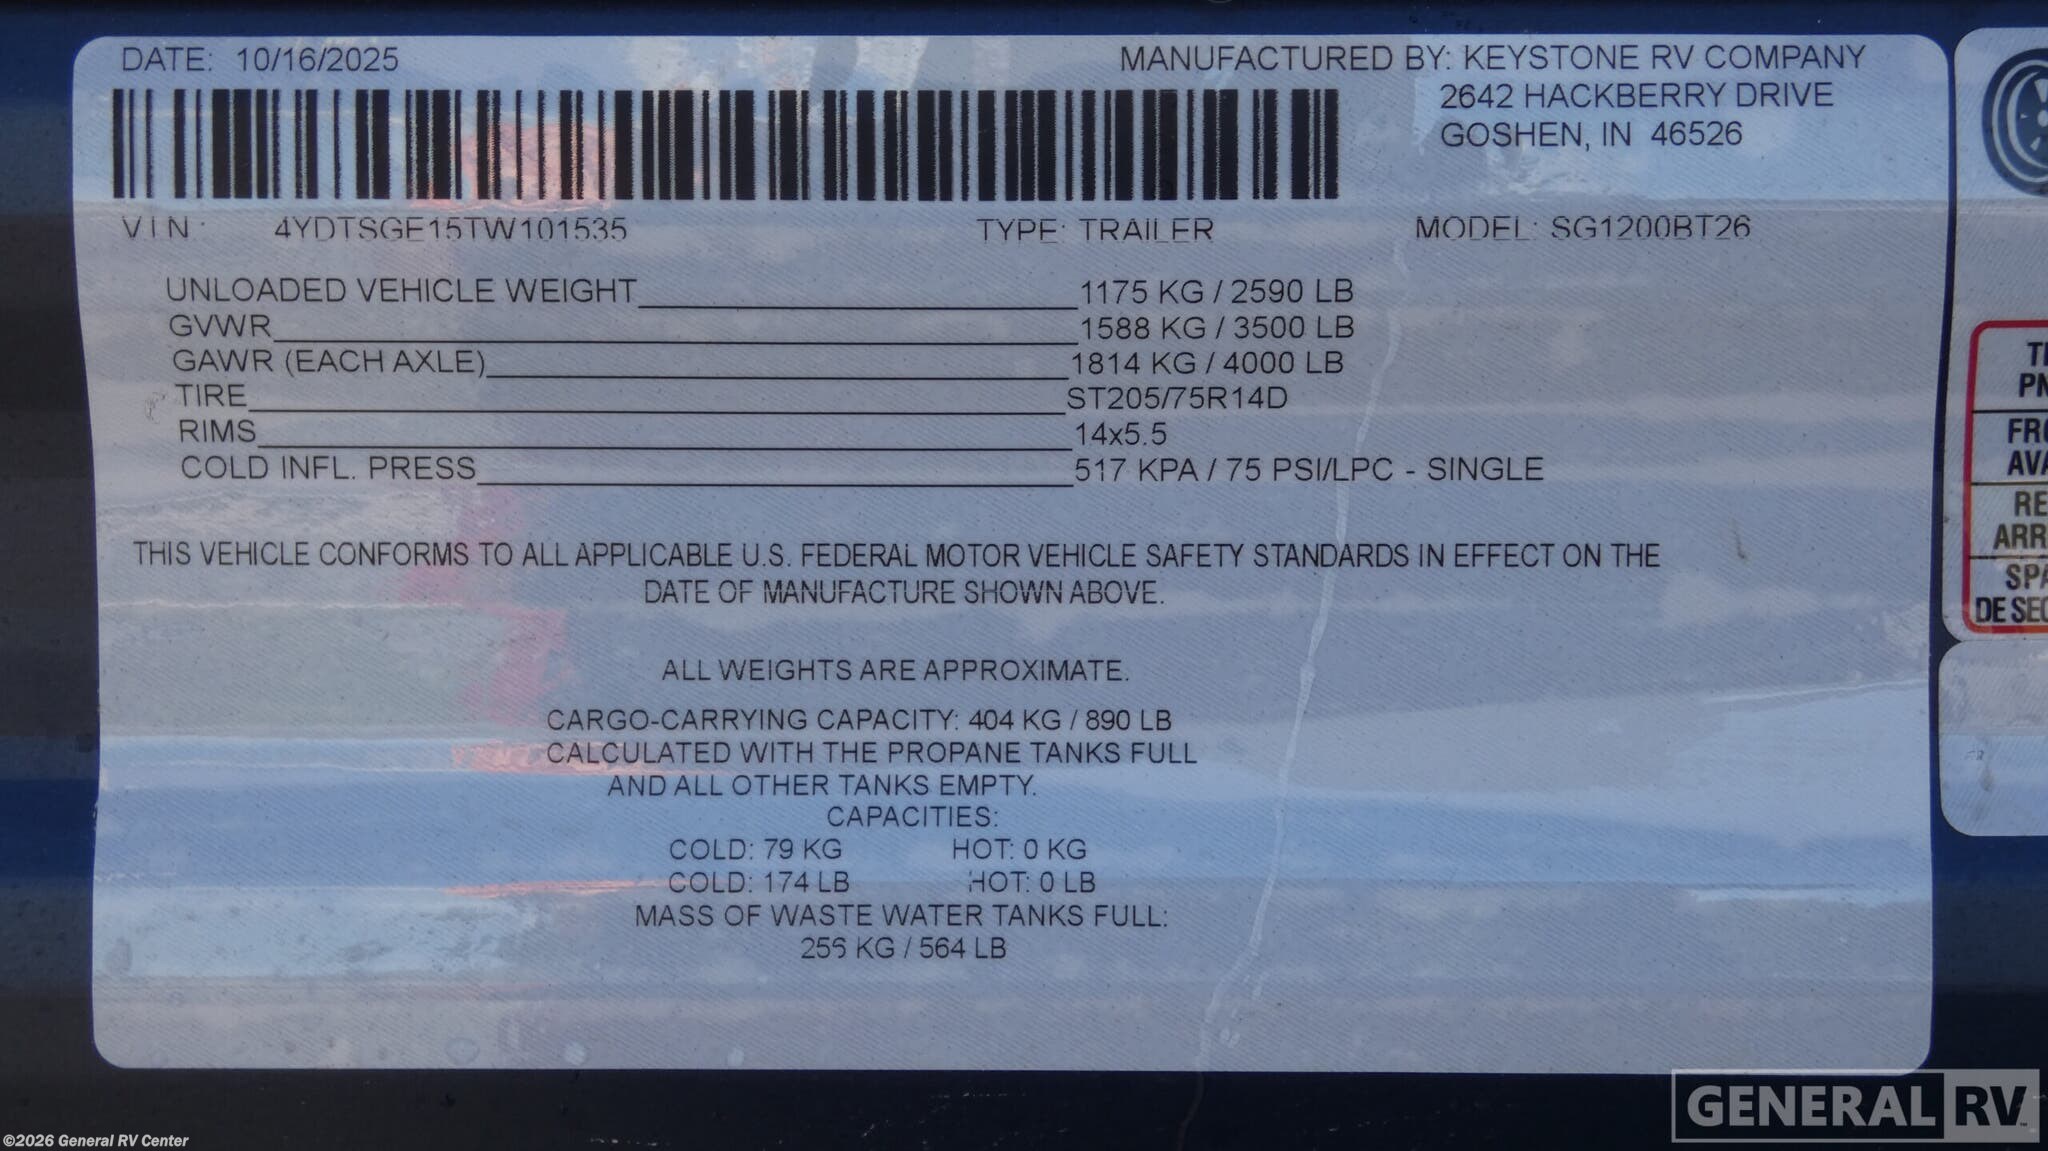 DATE: 10/16/2025
MANUFACTURED BY: KEYSTONE RV COMPANY
2642 HACKBERRY DRIVE
GOSHEN, IN 46526
VIN: 4YDTSGE15TW101535 TYPE: TRAILER MODEL: SG1200BT26
UNLOADED VEHICLE WEIGHT 1175 KG / 2590 LB
GVWR 1588 KG / 3500 LB
GAWR (EACH AXLE) 1814 KG / 4000 LB
TIRE ST205/75R14D
RIMS 14x5.5
COLD INFL. PRESS 517 KPA / 75 PSI/LPC - SINGLE
THIS VEHICLE CONFORMS TO ALL APPLICABLE U.S. FEDERAL MOTOR VEHICLE SAFETY STANDARDS IN EFFECT ON THE
DATE OF MANUFACTURE SHOWN ABOVE.
ALL WEIGHTS ARE APPROXIMATE.
CARGO-CARRYING CAPACITY: 404 KG / 890 LB
CALCULATED WITH THE PROPANE TANKS FULL
AND ALL OTHER TANKS EMPTY.
CAPACITIES:
COLD: 79 KG HOT: 0 KG
COLD: 174 LB HOT: 0 LB
MASS OF WASTE WATER TANKS FULL:
256 KG / 564 LB
©2026 General RV Center
GENERAL RV